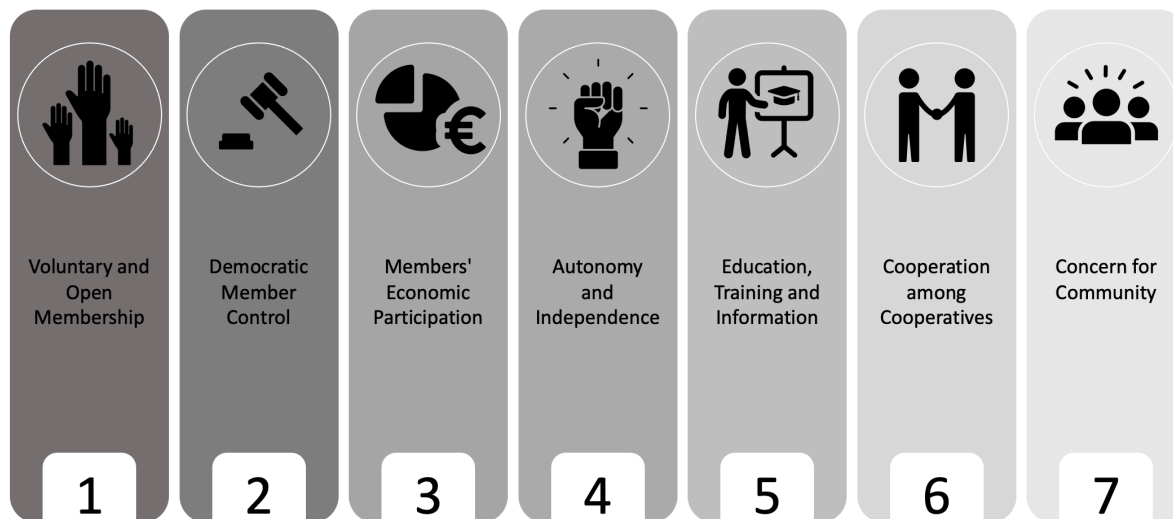 €
Voluntary and
Open
Membership
Democratic
Member
Control
Members'
Economic
Participation
Autonomy
and
Independence
Education,
Training and
Information
Cooperation
among
Cooperatives
Concern for
Community
1
2
3
4
5
6
7